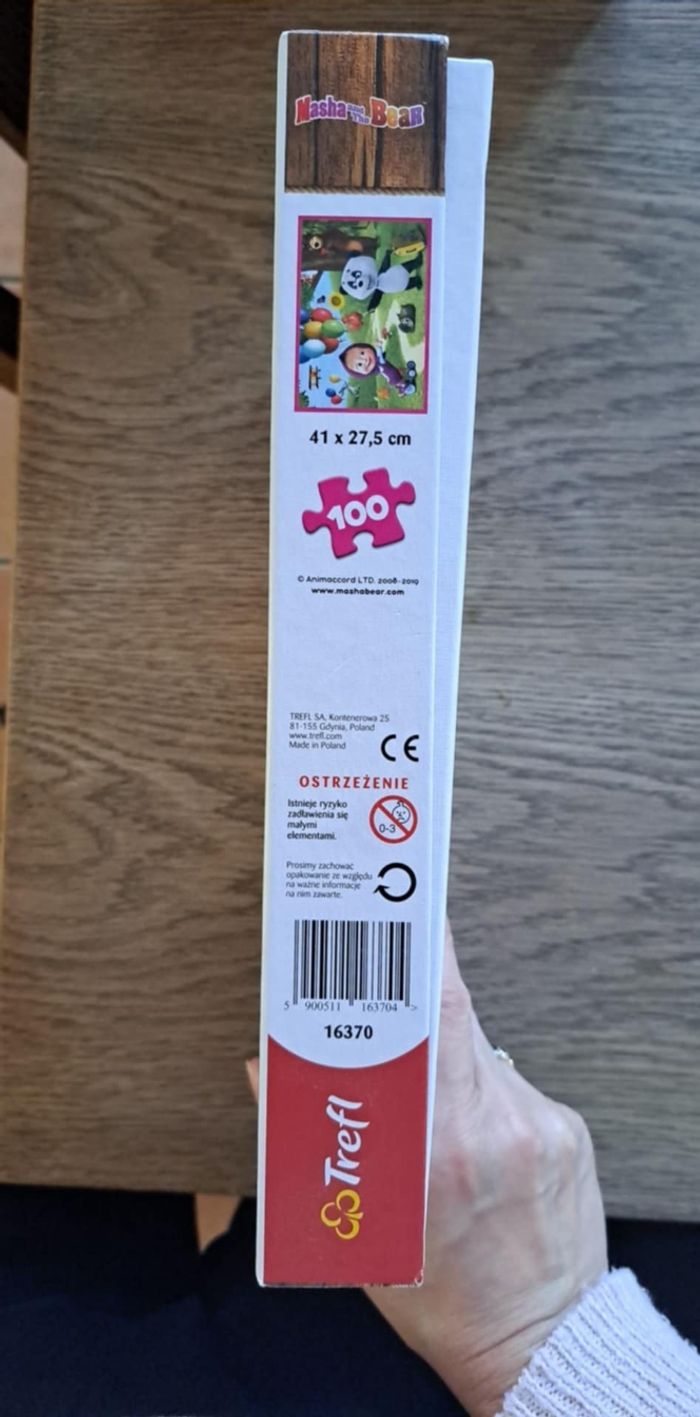 Masha and The Bear™
41 x 27,5 cm
100
© Animaccord LTD. 2008-2019
www.mashabear.com
TREFL SA, Kontenerowa 25
81-155 Gdynia, Poland
www.trefl.com
Made in Poland
CE
OSTRZEŻENIE
Istnieje ryzyko
zadławienia się
małymi
elementami.
0-3
Prosimy zachować
opakowanie ze względu
na ważne informacje
na nim zawarte.
5 900511 163704 >
16370
Trefl